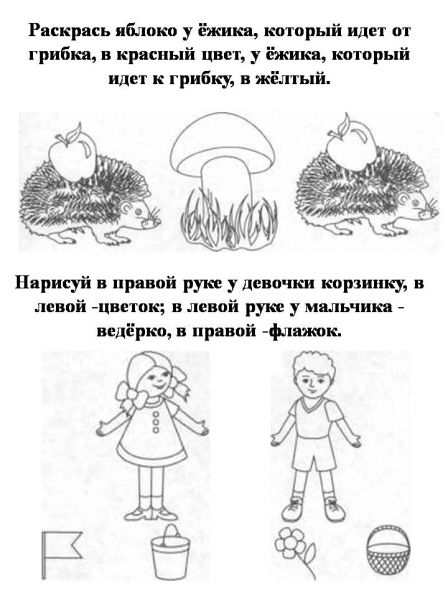 Раскрась яблоко у ёжика, который идет от
грибка, в красный цвет, у ёжика, который
идет к грибку, в жёлтый.
Нарисуй в правой руке у девочки корзинку, в
левой -цветок; в левой руке у мальчика -
ведёрко, в правой -флажок.